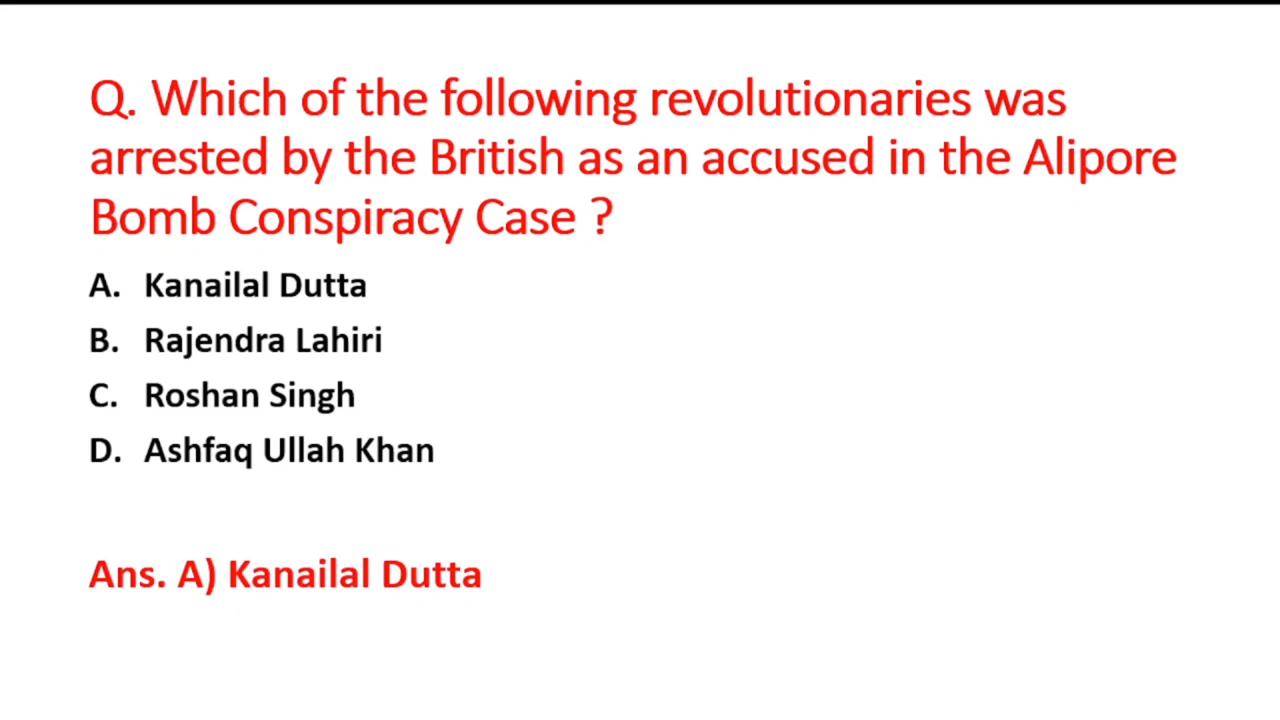 Q. Which of the following revolutionaries was
arrested by the British as an accused in the Alipore
Bomb Conspiracy Case ?
A. Kanailal Dutta
B. Rajendra Lahiri
C. Roshan Singh
D. Ashfaq Ullah Khan
Ans. A) Kanailal Dutta